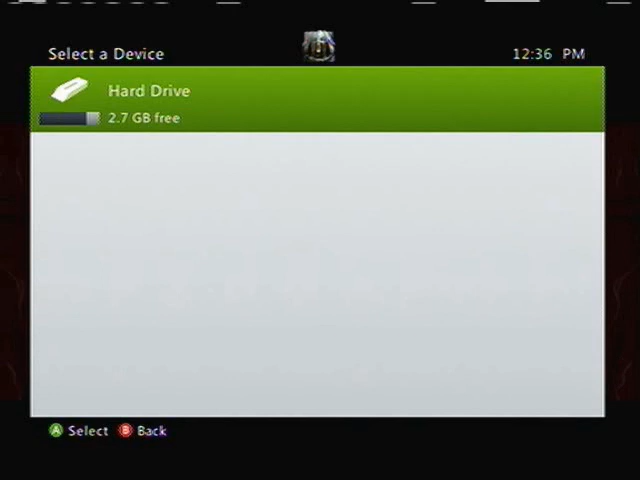 Select a Device
12:36 PM
Hard Drive
2.7 GB free
A Select B Back